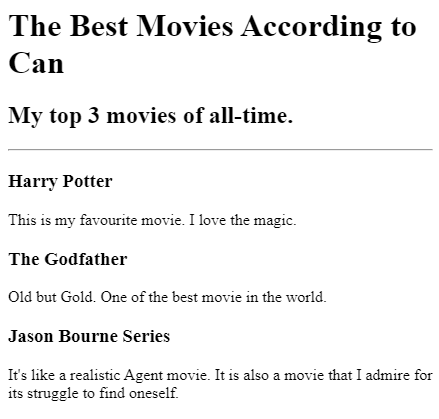 The Best Movies According to
Can
My top 3 movies of all-time.
Harry Potter
This is my favourite movie. I love the magic.
The Godfather
Old but Gold. One of the best movie in the world.
Jason Bourne Series
It's like a realistic Agent movie. It is also a movie that I admire for
its struggle to find oneself.